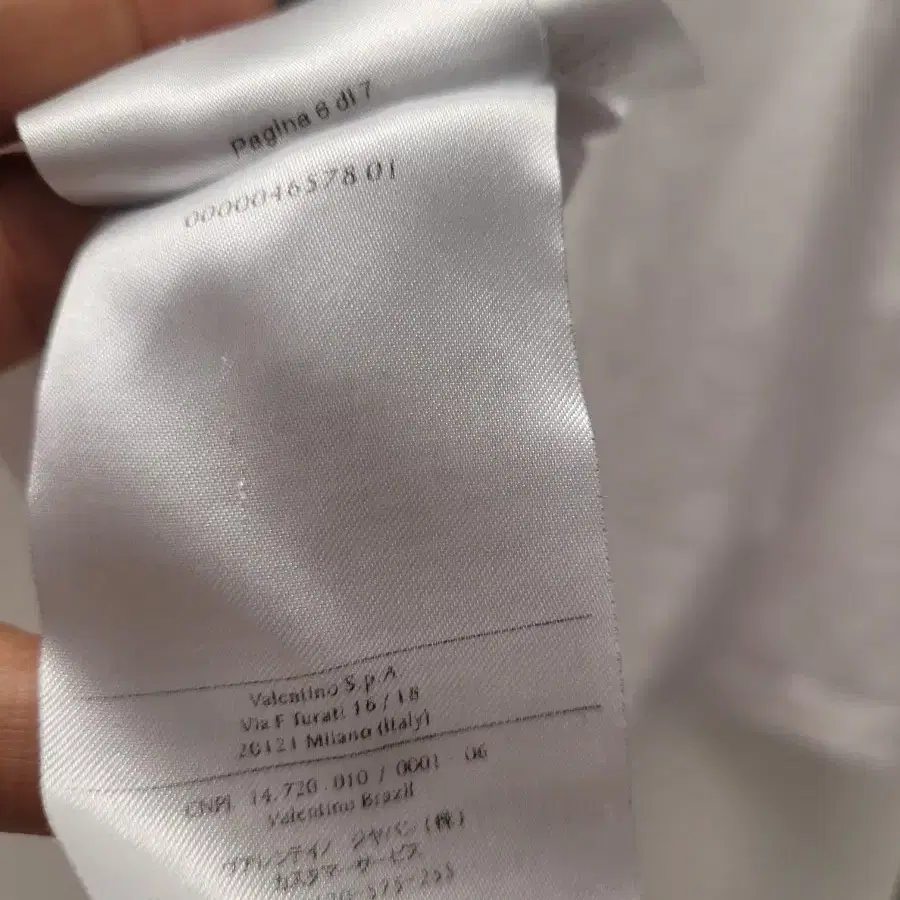 Pagina 6 di 7
000004657801
Valentino S.p.A
Via F Turati 16 / 18
20121 Milano (Italy)
CNPJ 14.720.010 / 0001 - 06
Valentino Brazil
ヴァレンティノ ジャパン (株)
カスタマーサービス
-575-255